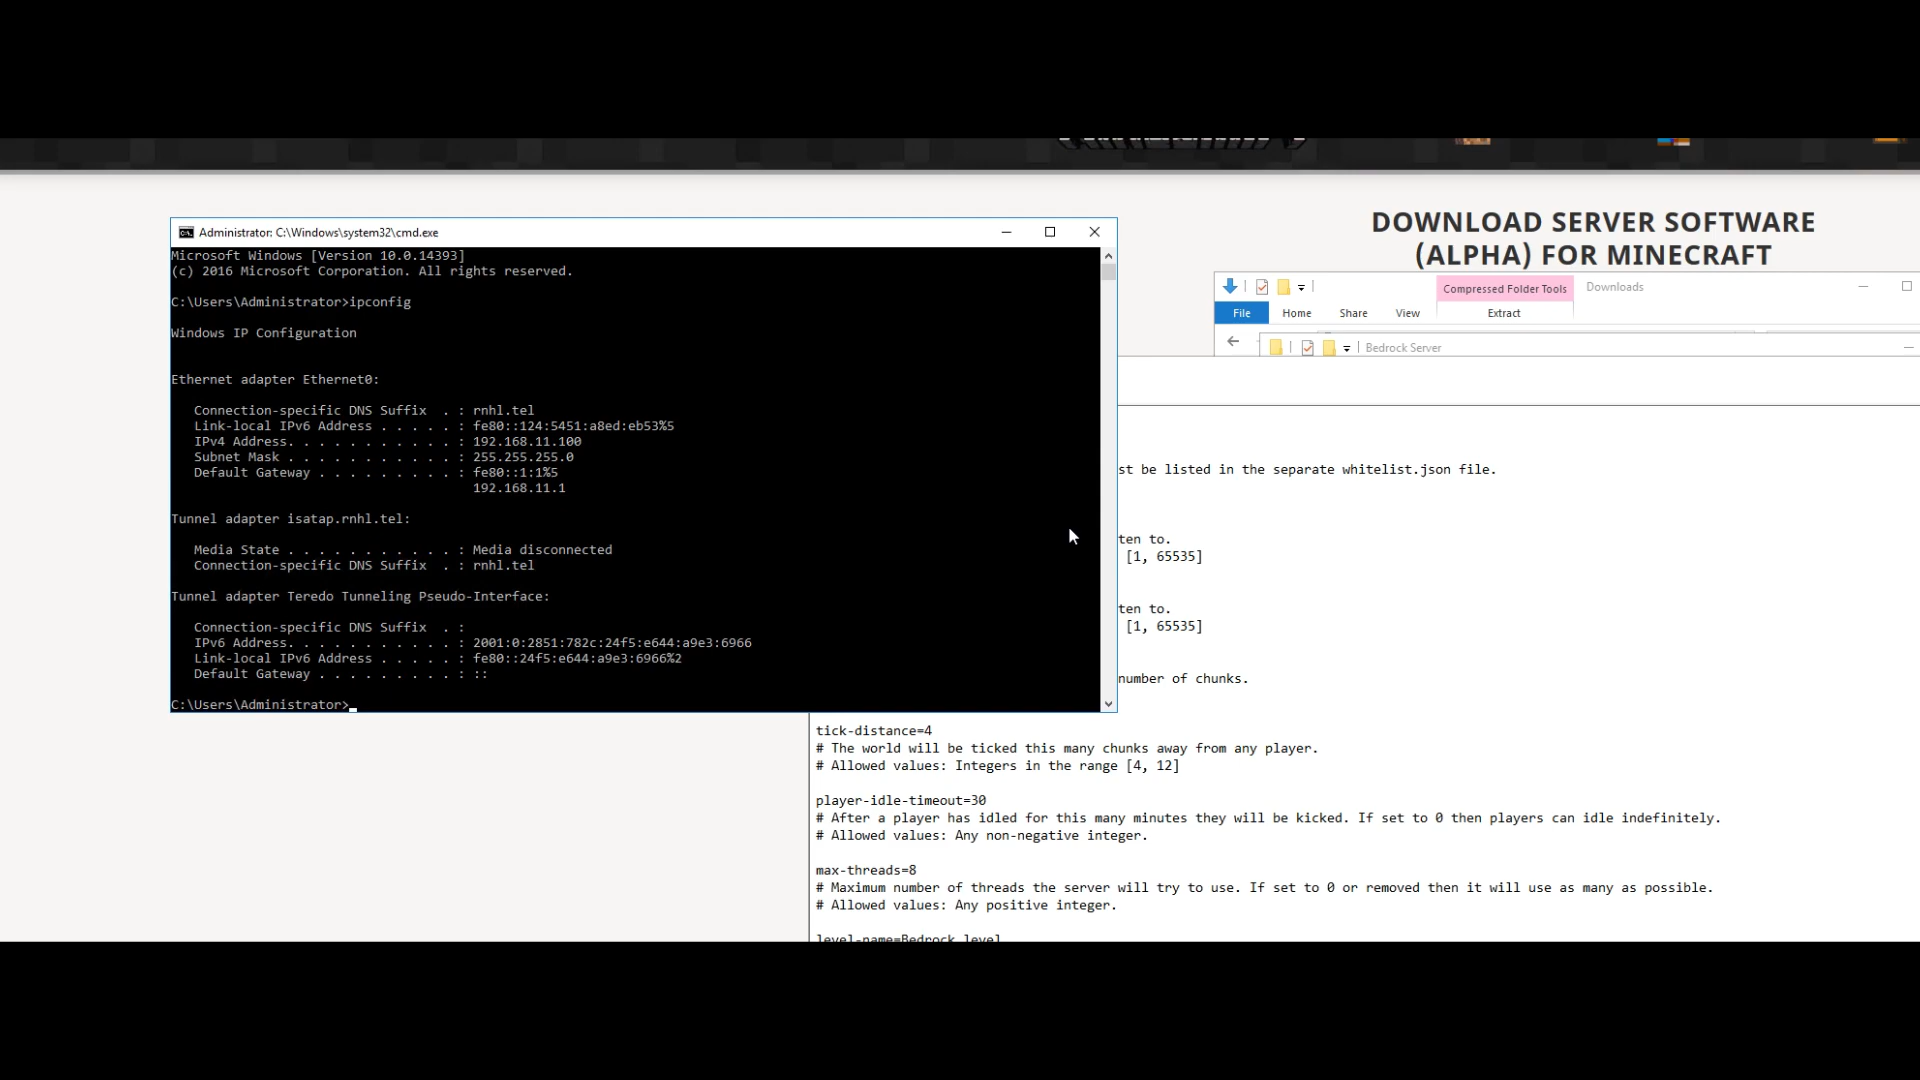 DOWNLOAD SERVER SOFTWARE
(ALPHA) FOR MINECRAFT
Administrator: C:\Windows\system32\cmd.exe
Microsoft Windows [Version 10.0.14393]
(c) 2016 Microsoft Corporation. All rights reserved.
C:\Users\Administrator>ipconfig
Windows IP Configuration
Ethernet adapter Ethernet0:
Connection-specific DNS Suffix  . : rnhl.tel
Link-local IPv6 Address . . . . . : fe80::124:5451:a8ed:eb53%5
IPv4 Address. . . . . . . . . . . : 192.168.11.100
Subnet Mask . . . . . . . . . . . : 255.255.255.0
Default Gateway . . . . . . . . . : fe80::1:1%5
192.168.11.1
Tunnel adapter isatap.rnhl.tel:
Media State . . . . . . . . . . . : Media disconnected
Connection-specific DNS Suffix  . : rnhl.tel
Tunnel adapter Teredo Tunneling Pseudo-Interface:
Connection-specific DNS Suffix  . :
IPv6 Address. . . . . . . . . . . : 2001:0:2851:782c:24f5:e644:a9e3:6966
Link-local IPv6 Address . . . . . : fe80::24f5:e644:a9e3:6966%2
Default Gateway . . . . . . . . . : ::
C:\Users\Administrator>
Compressed Folder Tools
Downloads
File
Home
Share
View
Extract
Bedrock Server
st be listed in the separate whitelist.json file.
ten to.
[1, 65535]
ten to.
[1, 65535]
number of chunks.
tick-distance=4
# The world will be ticked this many chunks away from any player.
# Allowed values: Integers in the range [4, 12]
player-idle-timeout=30
# After a player has idled for this many minutes they will be kicked. If set to 0 then players can idle indefinitely.
# Allowed values: Any non-negative integer.
max-threads=8
# Maximum number of threads the server will try to use. If set to 0 or removed then it will use as many as possible.
# Allowed values: Any positive integer.
level-name=Bedrock level